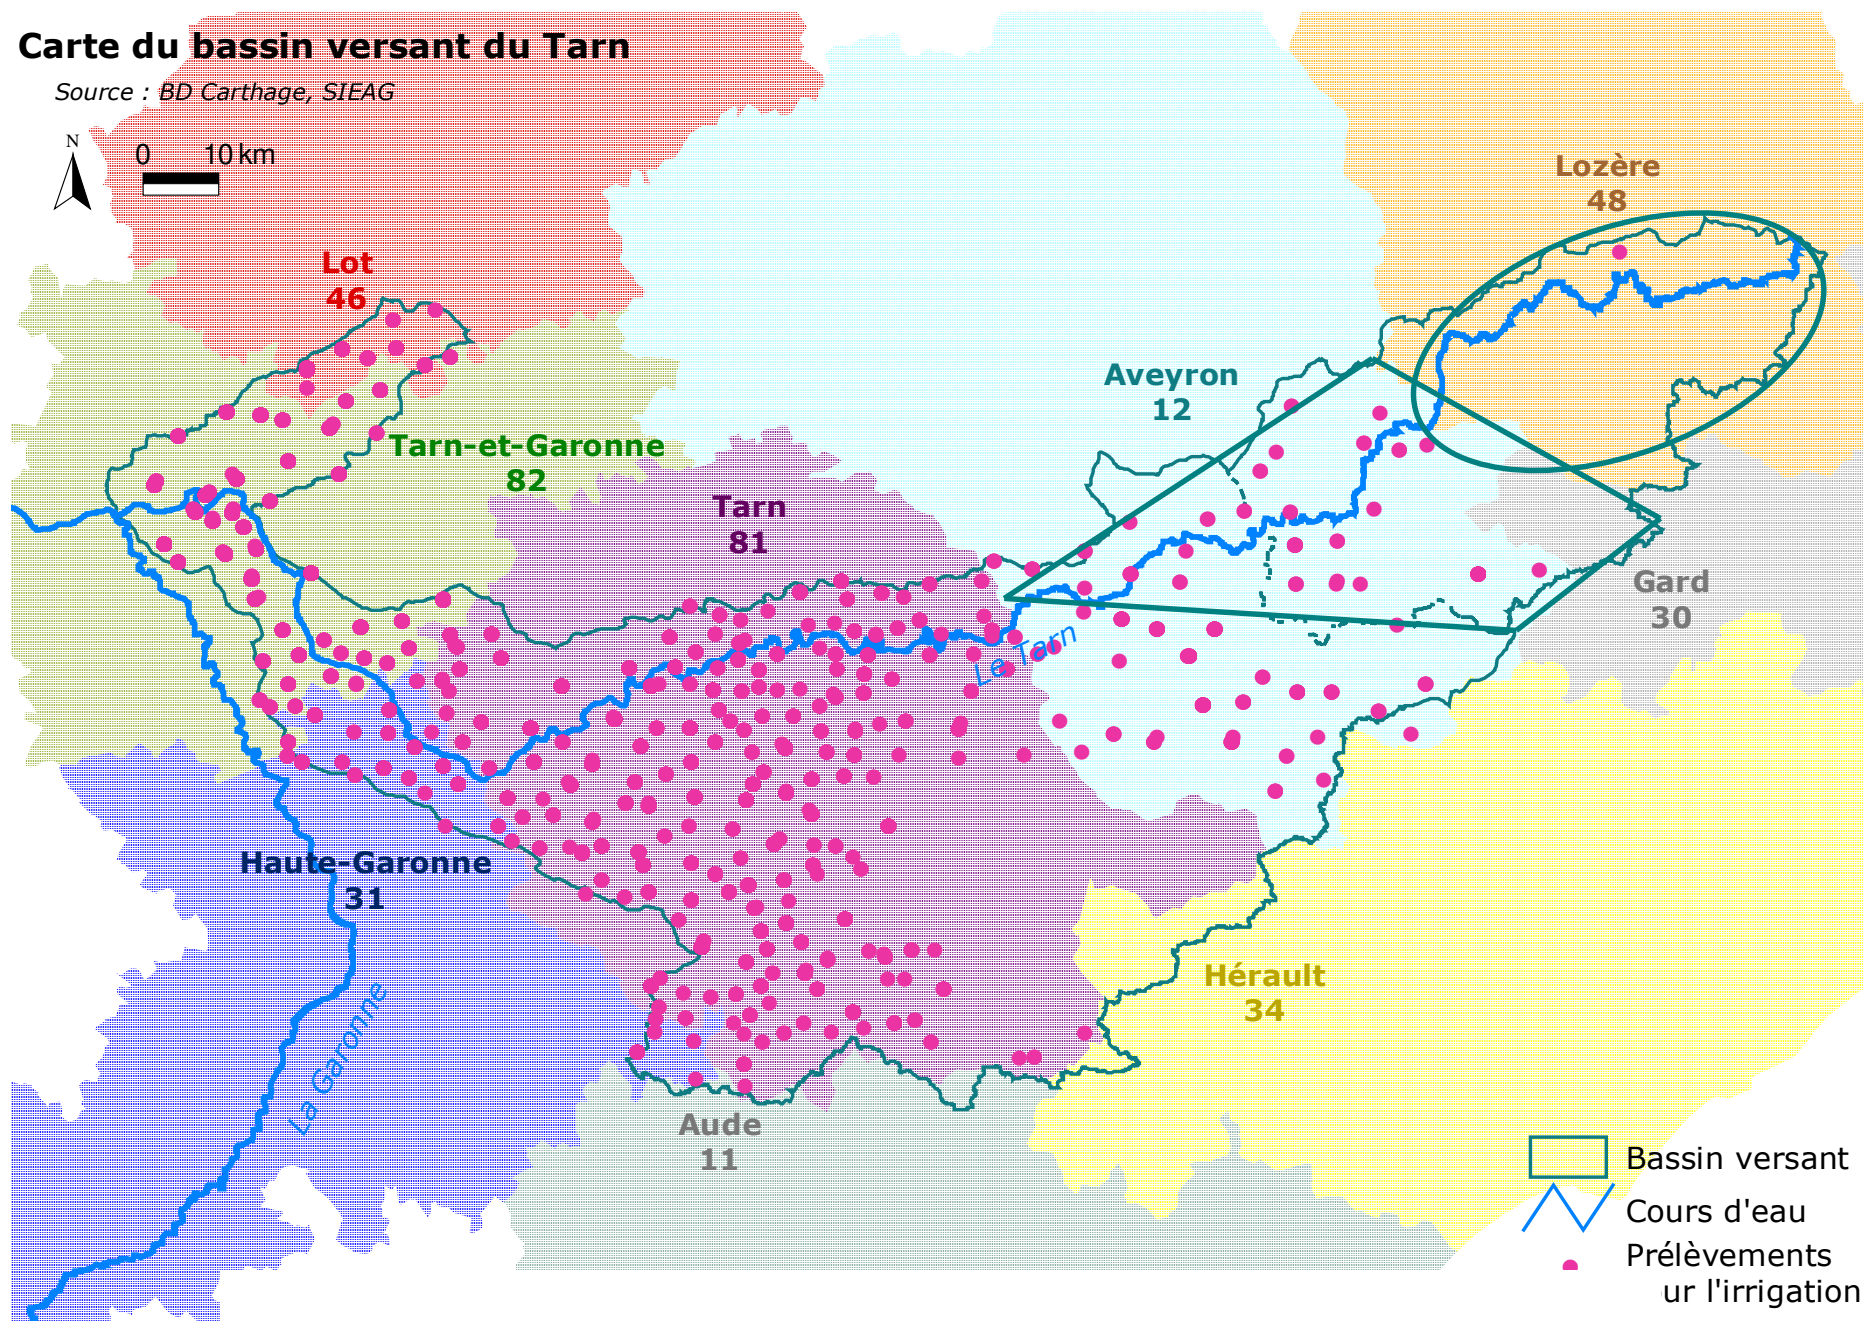 Carte du bassin versant du Tarn
Source : BD Carthage, SIEAG
N
0 10 km
Lozère
48
Lot
46
Aveyron
12
Tarn-et-Garonne
82
Tarn
81
Gard
30
Le Tarn
Haute-Garonne
31
Hérault
34
La Garonne
Aude
11
Bassin versant
Cours d'eau
Prélèvements
ur l'irrigation